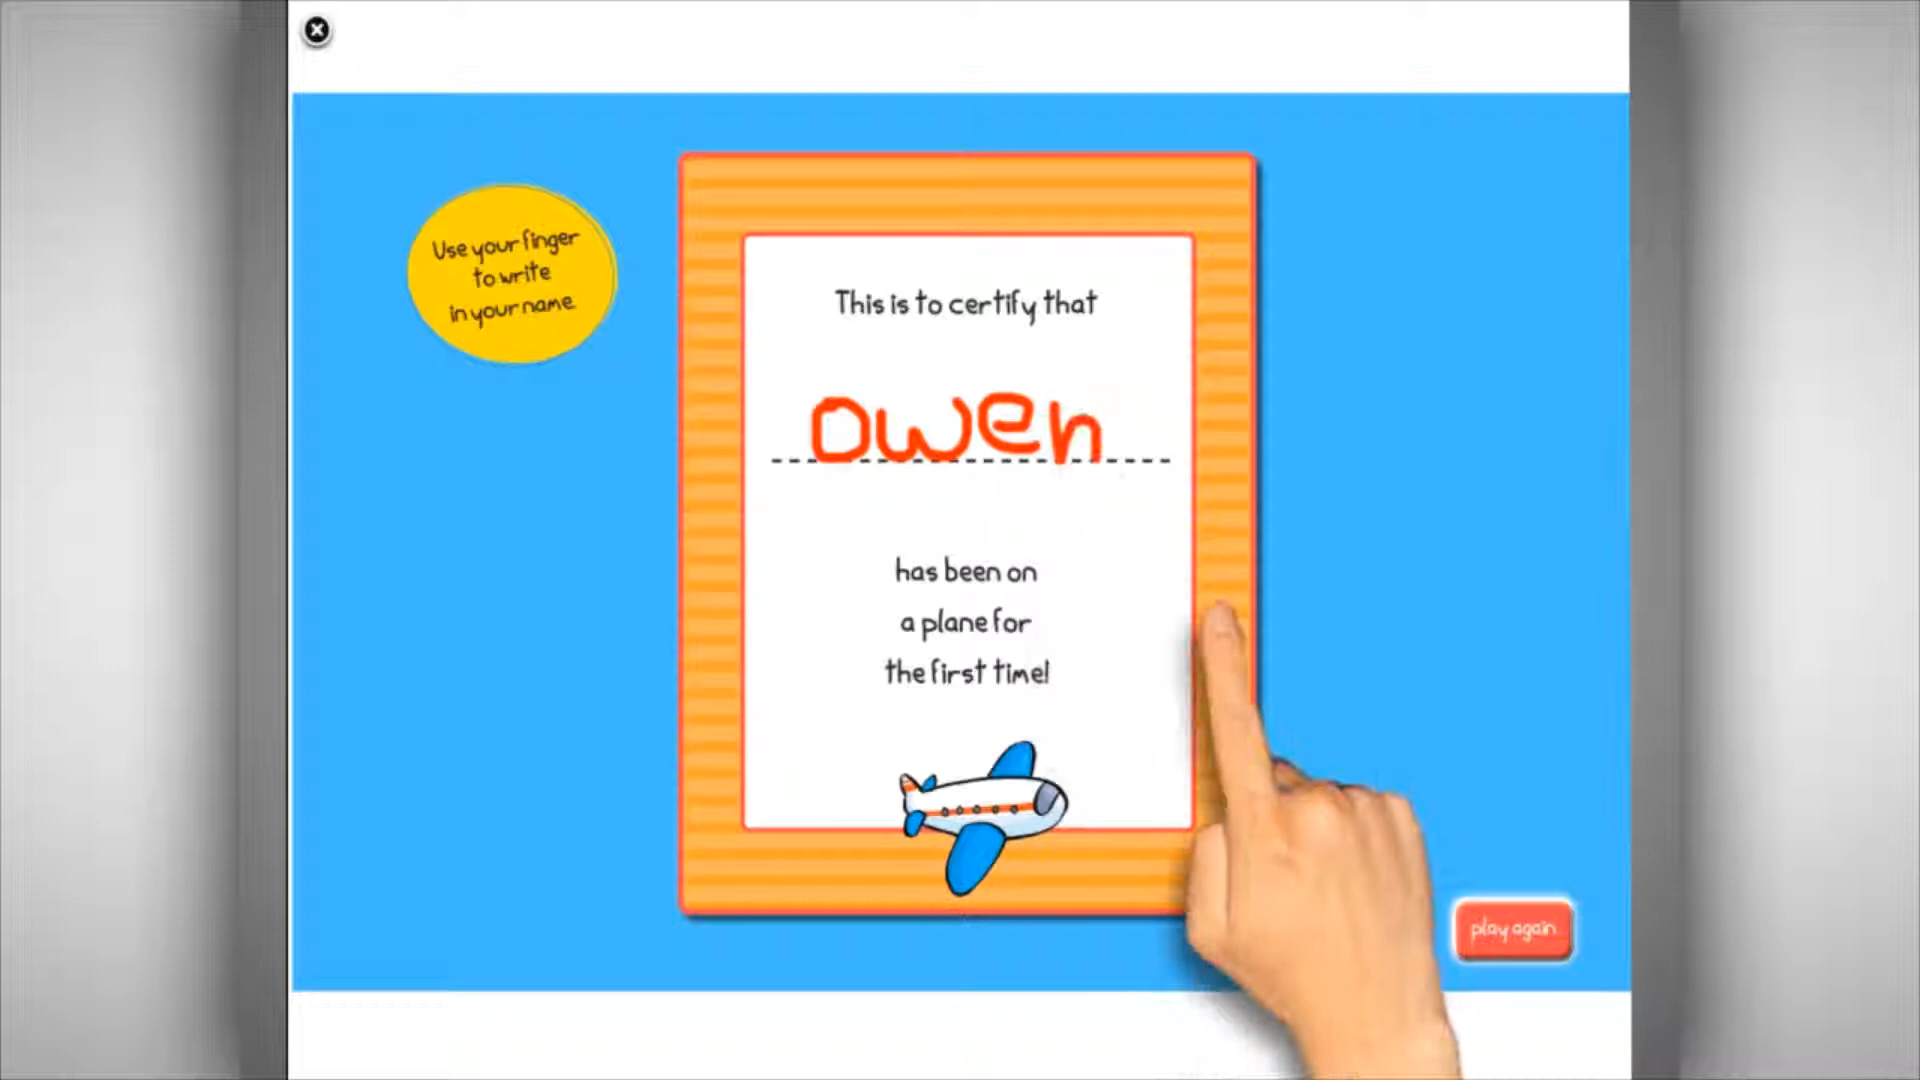 Use your finger
to write
in your name
This is to certify that
owen
has been on
a plane for
the first time!
play again